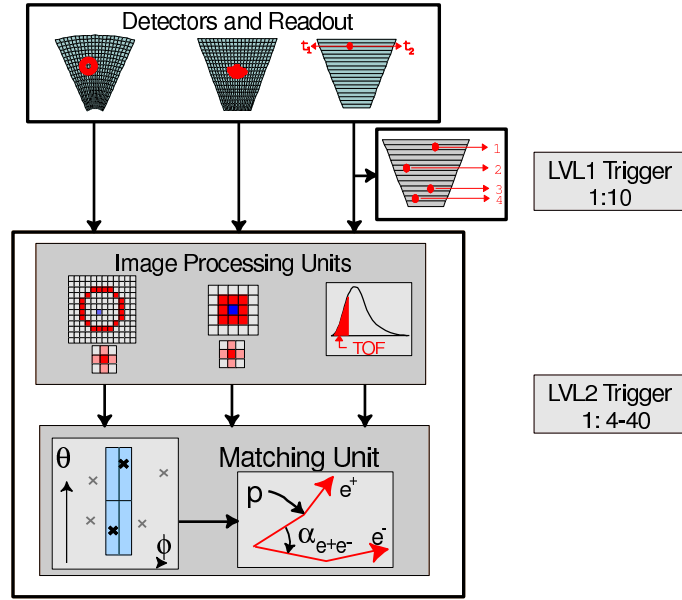 Detectors and Readout
t1 t2
1
2
3
4
LVL1 Trigger
1:10
Image Processing Units
TOF
LVL2 Trigger
1: 4-40
Matching Unit
θ
ϕ
p
e+
αe+e-
e-